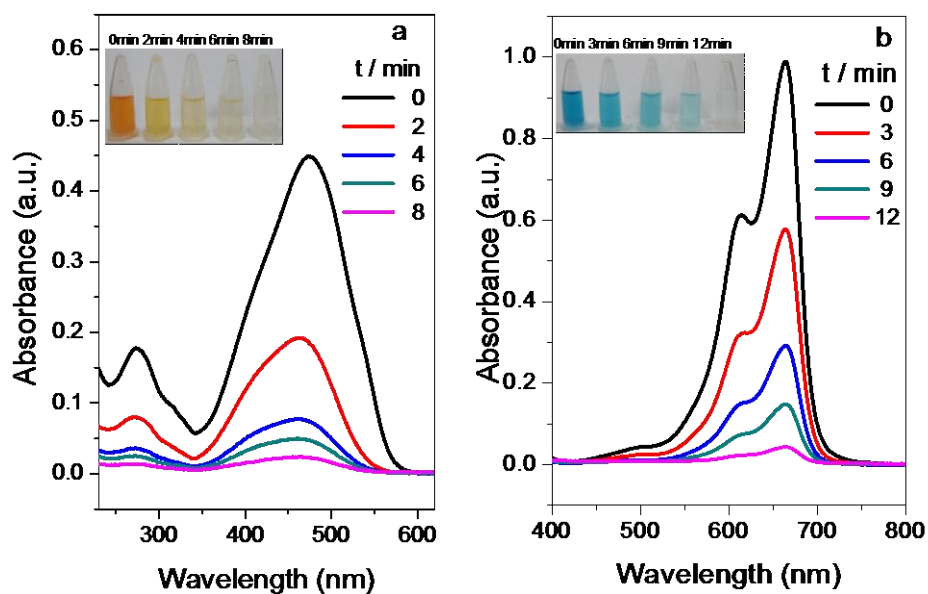 a
0min 2min 4min 6min 8min
t / min
0
2
4
6
8
0.6
0.5
0.4
0.3
0.2
0.1
0.0
Absorbance (a.u.)
300 400 500 600
Wavelength (nm)
b
0min 3min 6min 9min 12min
t / min
0
3
6
9
12
1.0
0.8
0.6
0.4
0.2
0.0
Absorbance (a.u.)
400 500 600 700 800
Wavelength (nm)